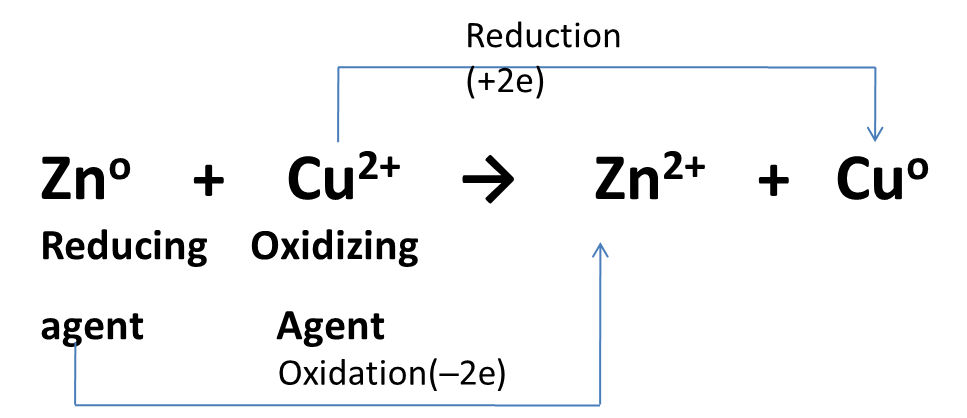 Reduction
(+2e)
Znᵒ + Cu²⁺ → Zn²⁺ + Cuᵒ
Reducing Oxidizing
agent Agent
Oxidation(–2e)